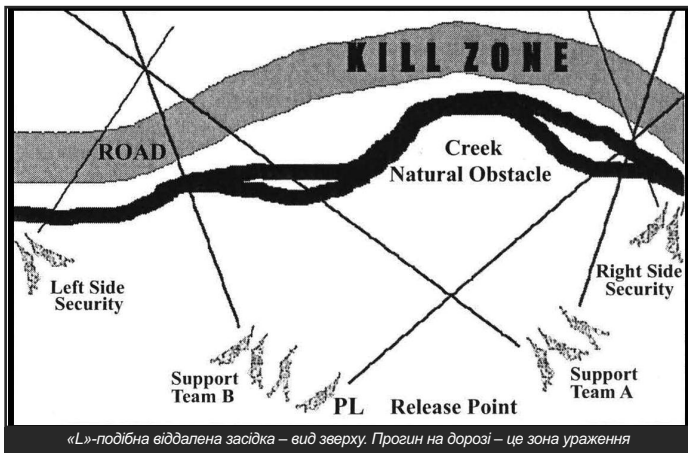 KILL ZONE
ROAD
Creek
Natural Obstacle
Left Side
Security
Right Side
Security
Support
Team B
PL
Release Point
Support
Team A
«L»-подібна віддалена засідка – вид зверху. Прогин на дорозі – це зона ураження